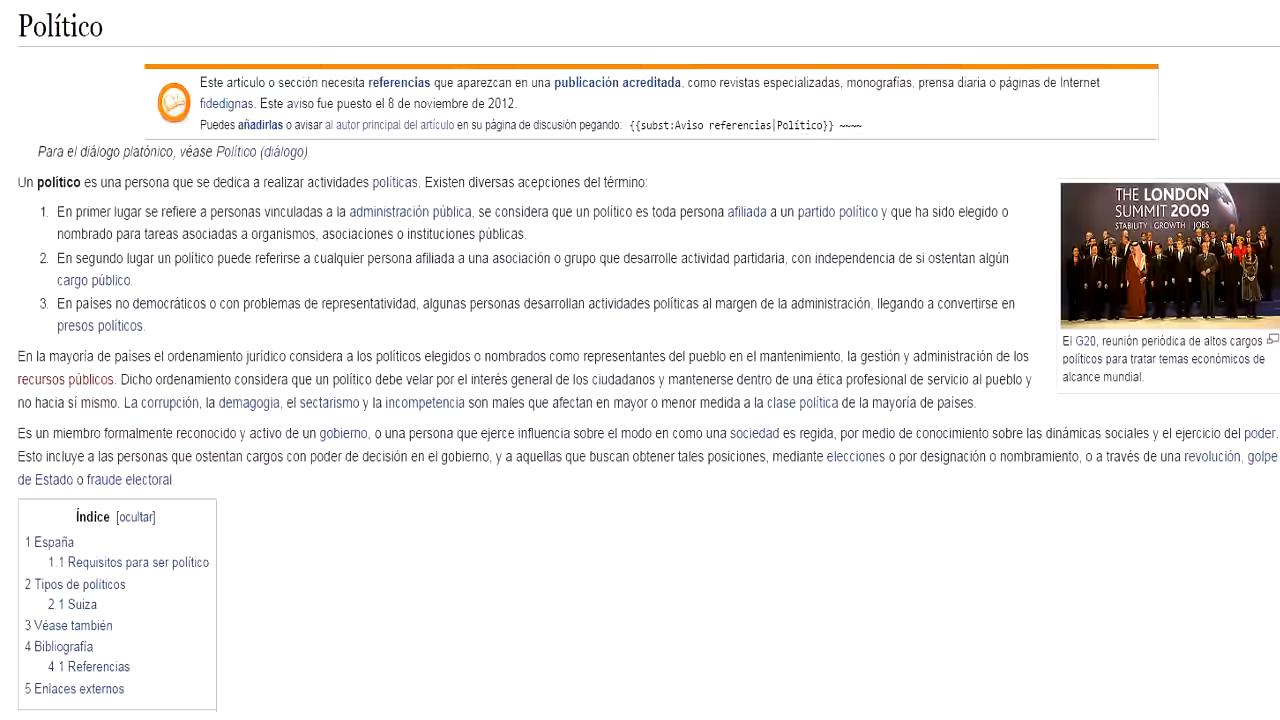 Político
Este artículo o sección necesita referencias que aparezcan en una publicación acreditada, como revistas especializadas, monografías, prensa diaria o páginas de Internet
fidedignas. Este aviso fue puesto el 8 de noviembre de 2012.
Puedes añadirlas o avisar al autor principal del artículo en su página de discusión pegando: {{subst:Aviso referencias|Político}} ~~~~
Para el diálogo platónico, véase Político (diálogo).
Un político es una persona que se dedica a realizar actividades políticas. Existen diversas acepciones del término:
1. En primer lugar se refiere a personas vinculadas a la administración pública, se considera que un político es toda persona afiliada a un partido político y que ha sido elegido o
nombrado para tareas asociadas a organismos, asociaciones o instituciones públicas.
2. En segundo lugar un político puede referirse a cualquier persona afiliada a una asociación o grupo que desarrolle actividad partidaria, con independencia de si ostentan algún
cargo público.
3. En países no democráticos o con problemas de representatividad, algunas personas desarrollan actividades políticas al margen de la administración, llegando a convertirse en
presos políticos.
THE LONDON
SUMMIT 2009
STABILITY | GROWTH | JOBS
El G20, reunión periódica de altos cargos
políticos para tratar temas económicos de
alcance mundial.
En la mayoría de países el ordenamiento jurídico considera a los políticos elegidos o nombrados como representantes del pueblo en el mantenimiento, la gestión y administración de los
recursos públicos. Dicho ordenamiento considera que un político debe velar por el interés general de los ciudadanos y mantenerse dentro de una ética profesional de servicio al pueblo y
no hacia sí mismo. La corrupción, la demagogia, el sectarismo y la incompetencia son males que afectan en mayor o menor medida a la clase política de la mayoría de países.
Es un miembro formalmente reconocido y activo de un gobierno, o una persona que ejerce influencia sobre el modo en como una sociedad es regida, por medio de conocimiento sobre las dinámicas sociales y el ejercicio del poder.
Esto incluye a las personas que ostentan cargos con poder de decisión en el gobierno, y a aquellas que buscan obtener tales posiciones, mediante elecciones o por designación o nombramiento, o a través de una revolución, golpe
de Estado o fraude electoral.
Índice [ocultar]
1 España
1.1 Requisitos para ser político
2 Tipos de políticos
2.1 Suiza
3 Véase también
4 Bibliografía
4.1 Referencias
5 Enlaces externos